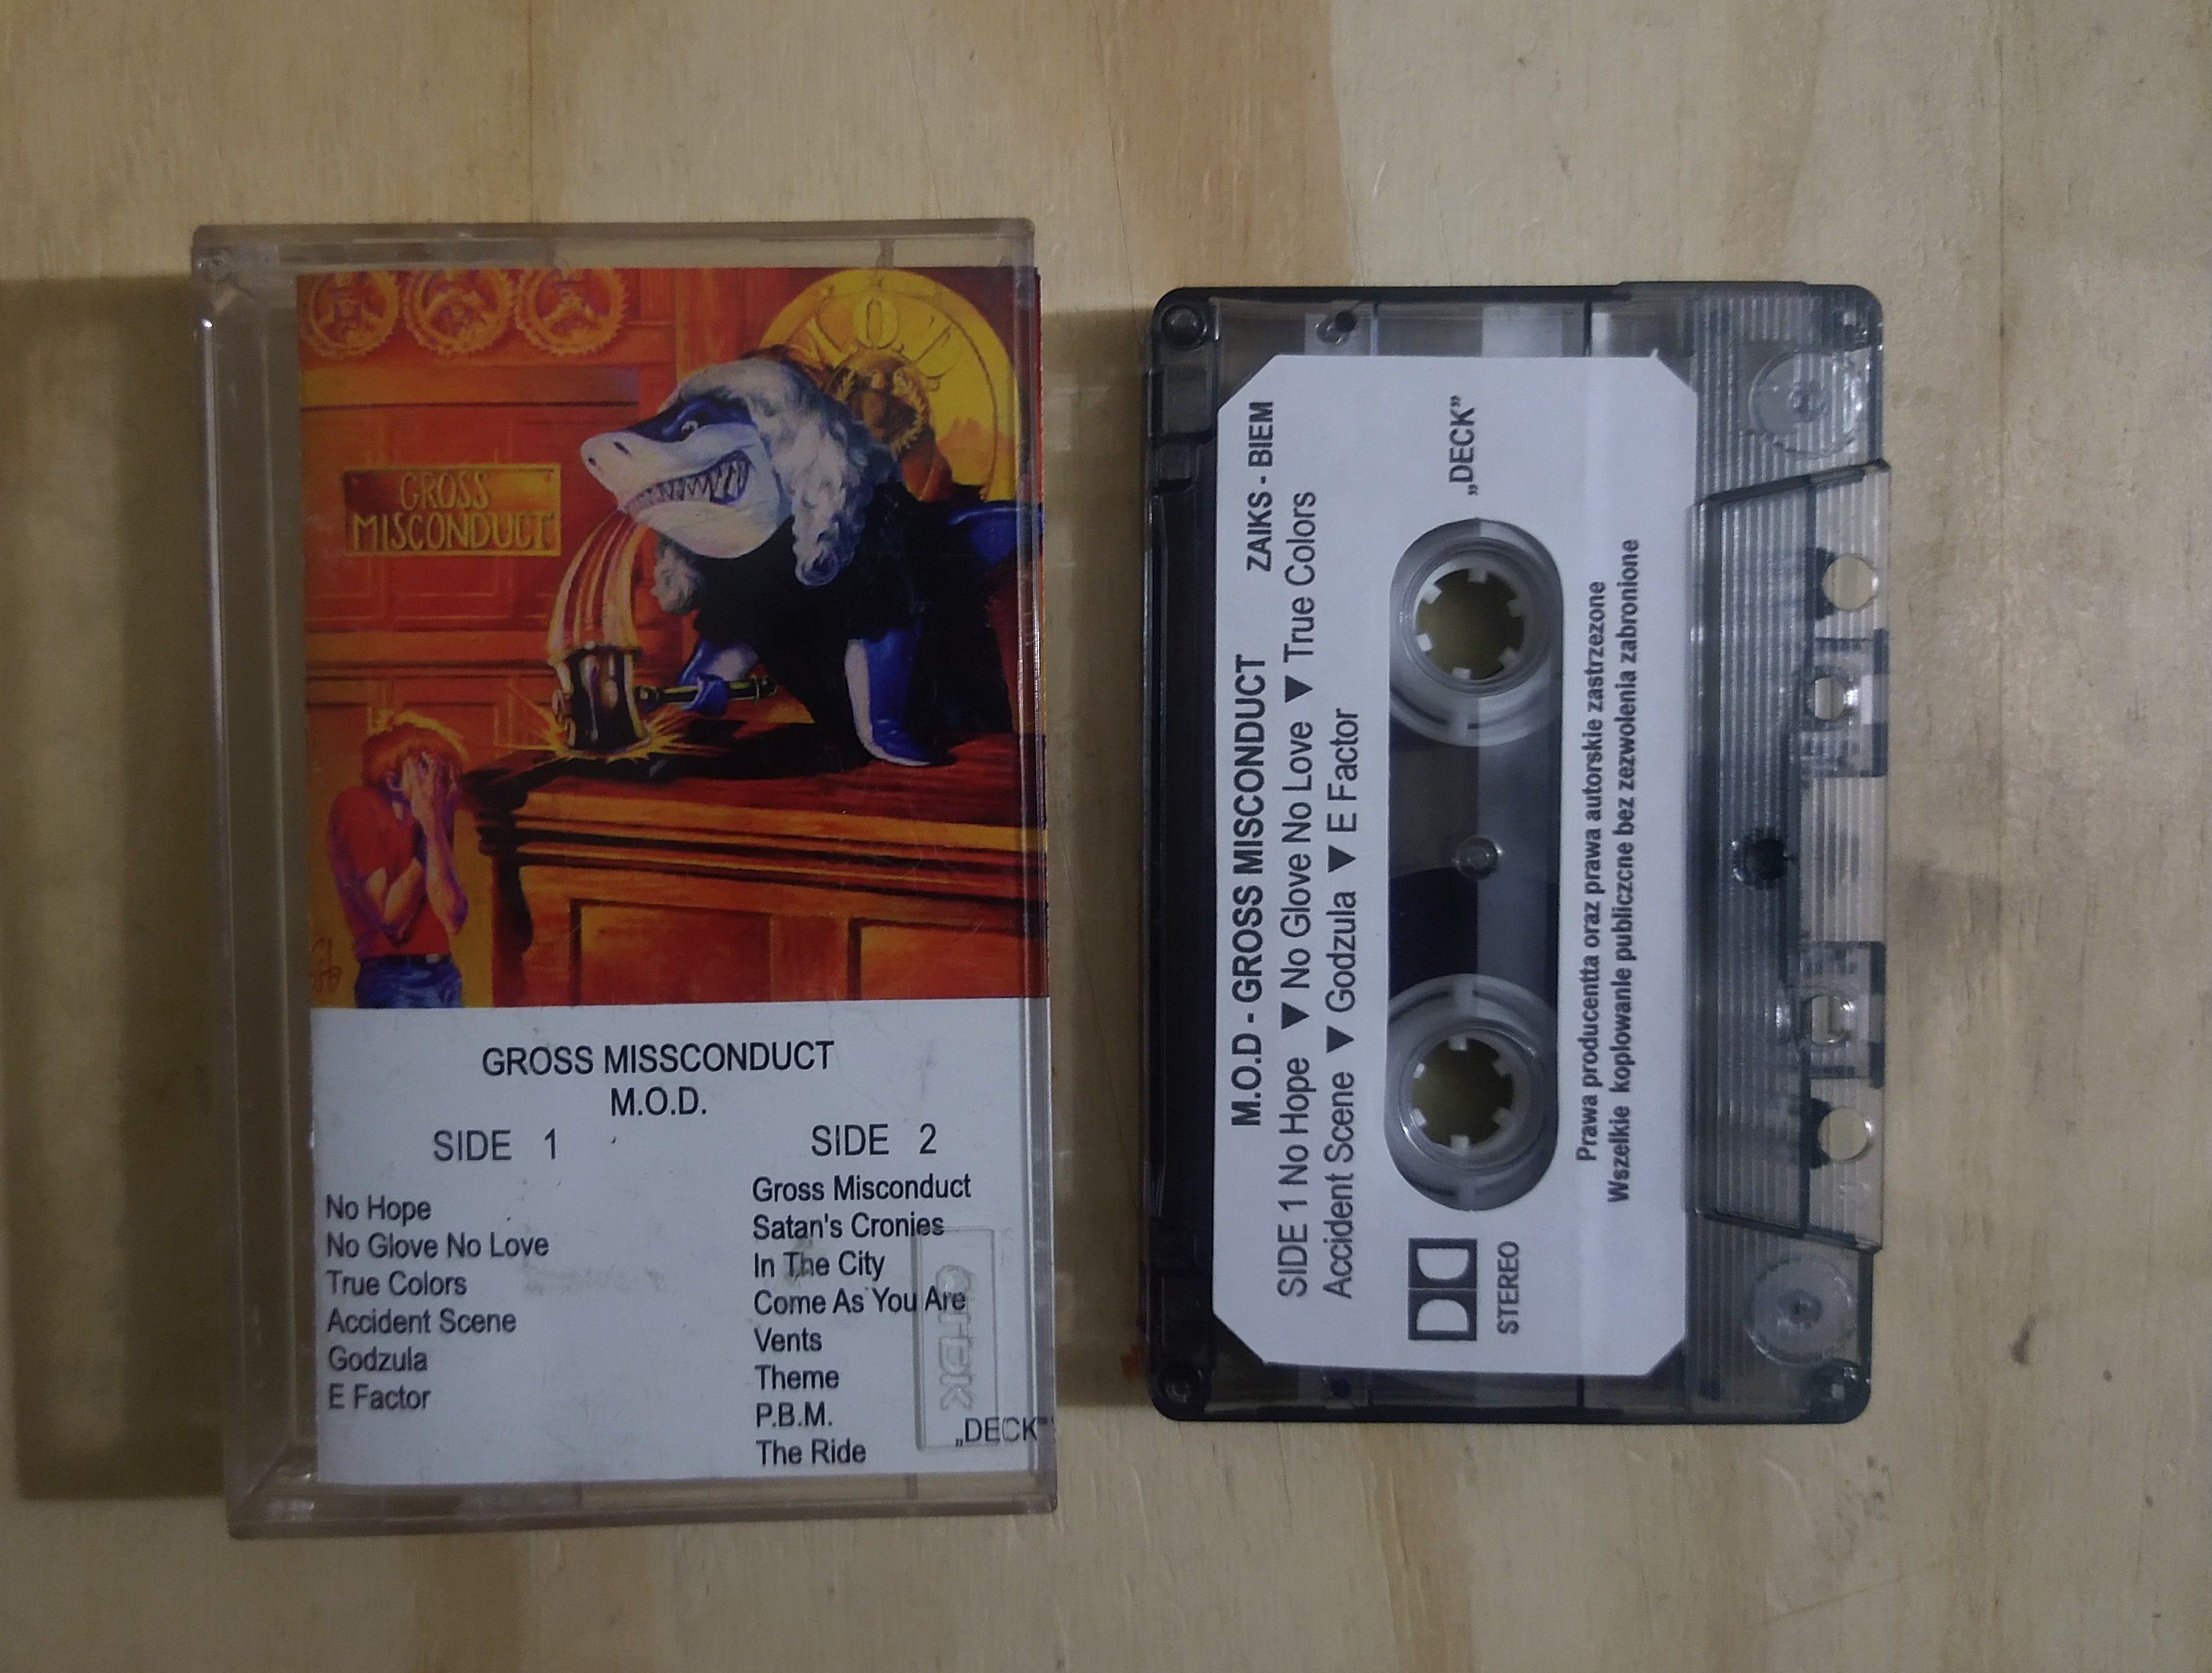 M.O.D
GROSS
MISCONDUCT
GROSS MISSCONDUCT
M.O.D.
SIDE 1
No Hope
No Glove No Love
True Colors
Accident Scene
Godzula
E Factor
SIDE 2
Gross Misconduct
Satan's Cronies
In The City
Come As You Are
Vents
Theme
P.B.M.
The Ride
„DECK”
M.O.D - GROSS MISCONDUCT ZAIKS - BIEM
SIDE 1 No Hope ▼ No Glove No Love ▼ True Colors
Accident Scene ▼ Godzula ▼ E Factor
„DECK”
STEREO
Prawa producentta oraz prawa autorskie zastrzezone
Wszelkie koplowanle publiczcne bez zezwolenia zabronione